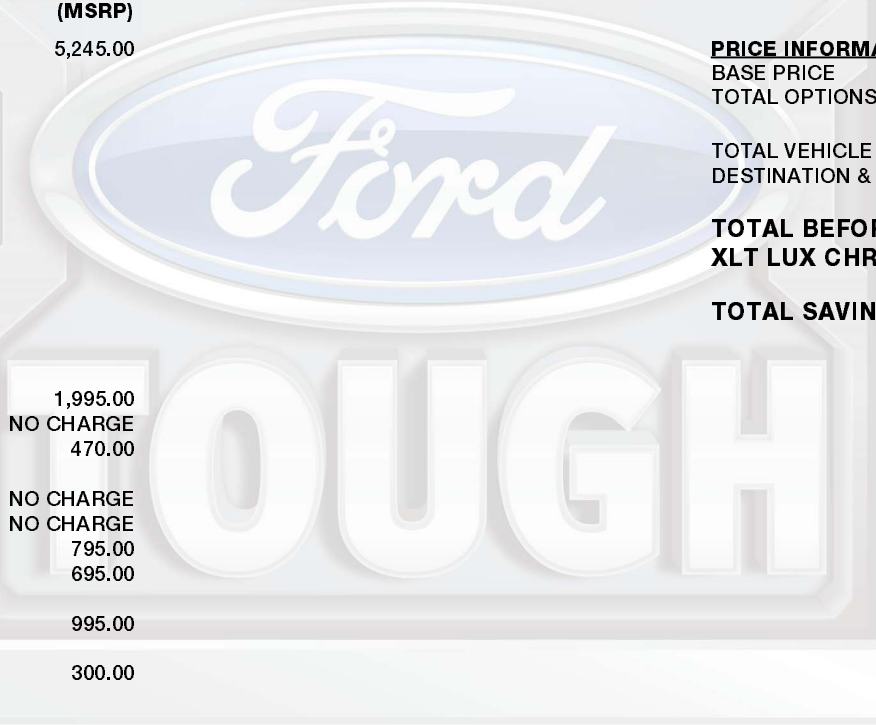 (MSRP)
5,245.00
1,995.00
NO CHARGE
470.00
NO CHARGE
NO CHARGE
795.00
695.00
995.00
300.00
PRICE INFORMA
BASE PRICE
TOTAL OPTIONS
TOTAL VEHICLE
DESTINATION &
TOTAL BEFOR
XLT LUX CHR
TOTAL SAVIN
Ford
TOUGH